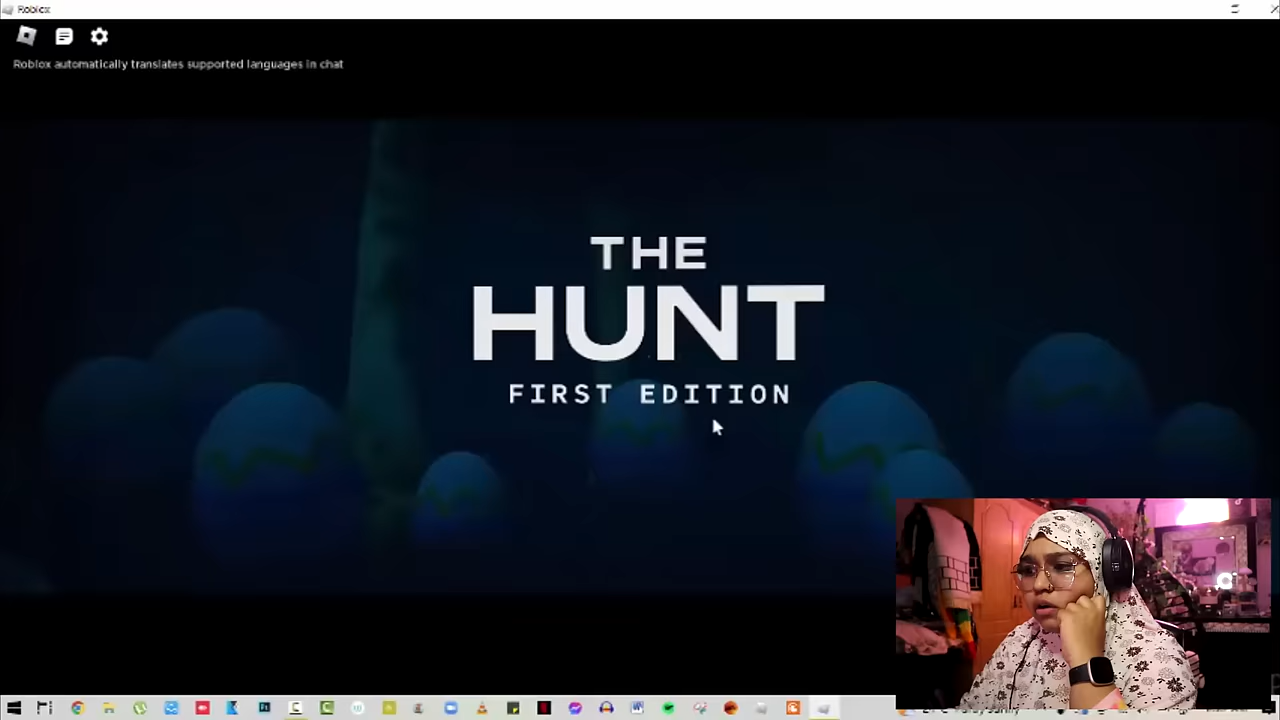 Roblox
Roblox automatically translates supported languages in chat
THE
HUNT
FIRST EDITION